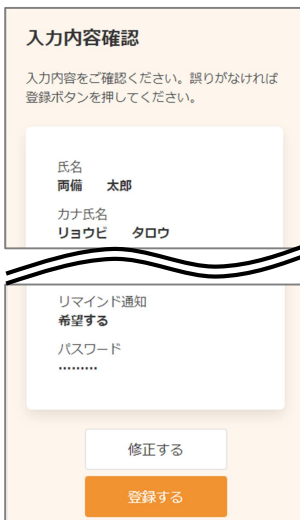 入力内容確認
入力内容をご確認ください。誤りがなければ
登録ボタンを押してください。
氏名
両備 太郎
カナ氏名
リョウビ タロウ
リマインド通知
希望する
パスワード
•••••••••
修正する
登録する